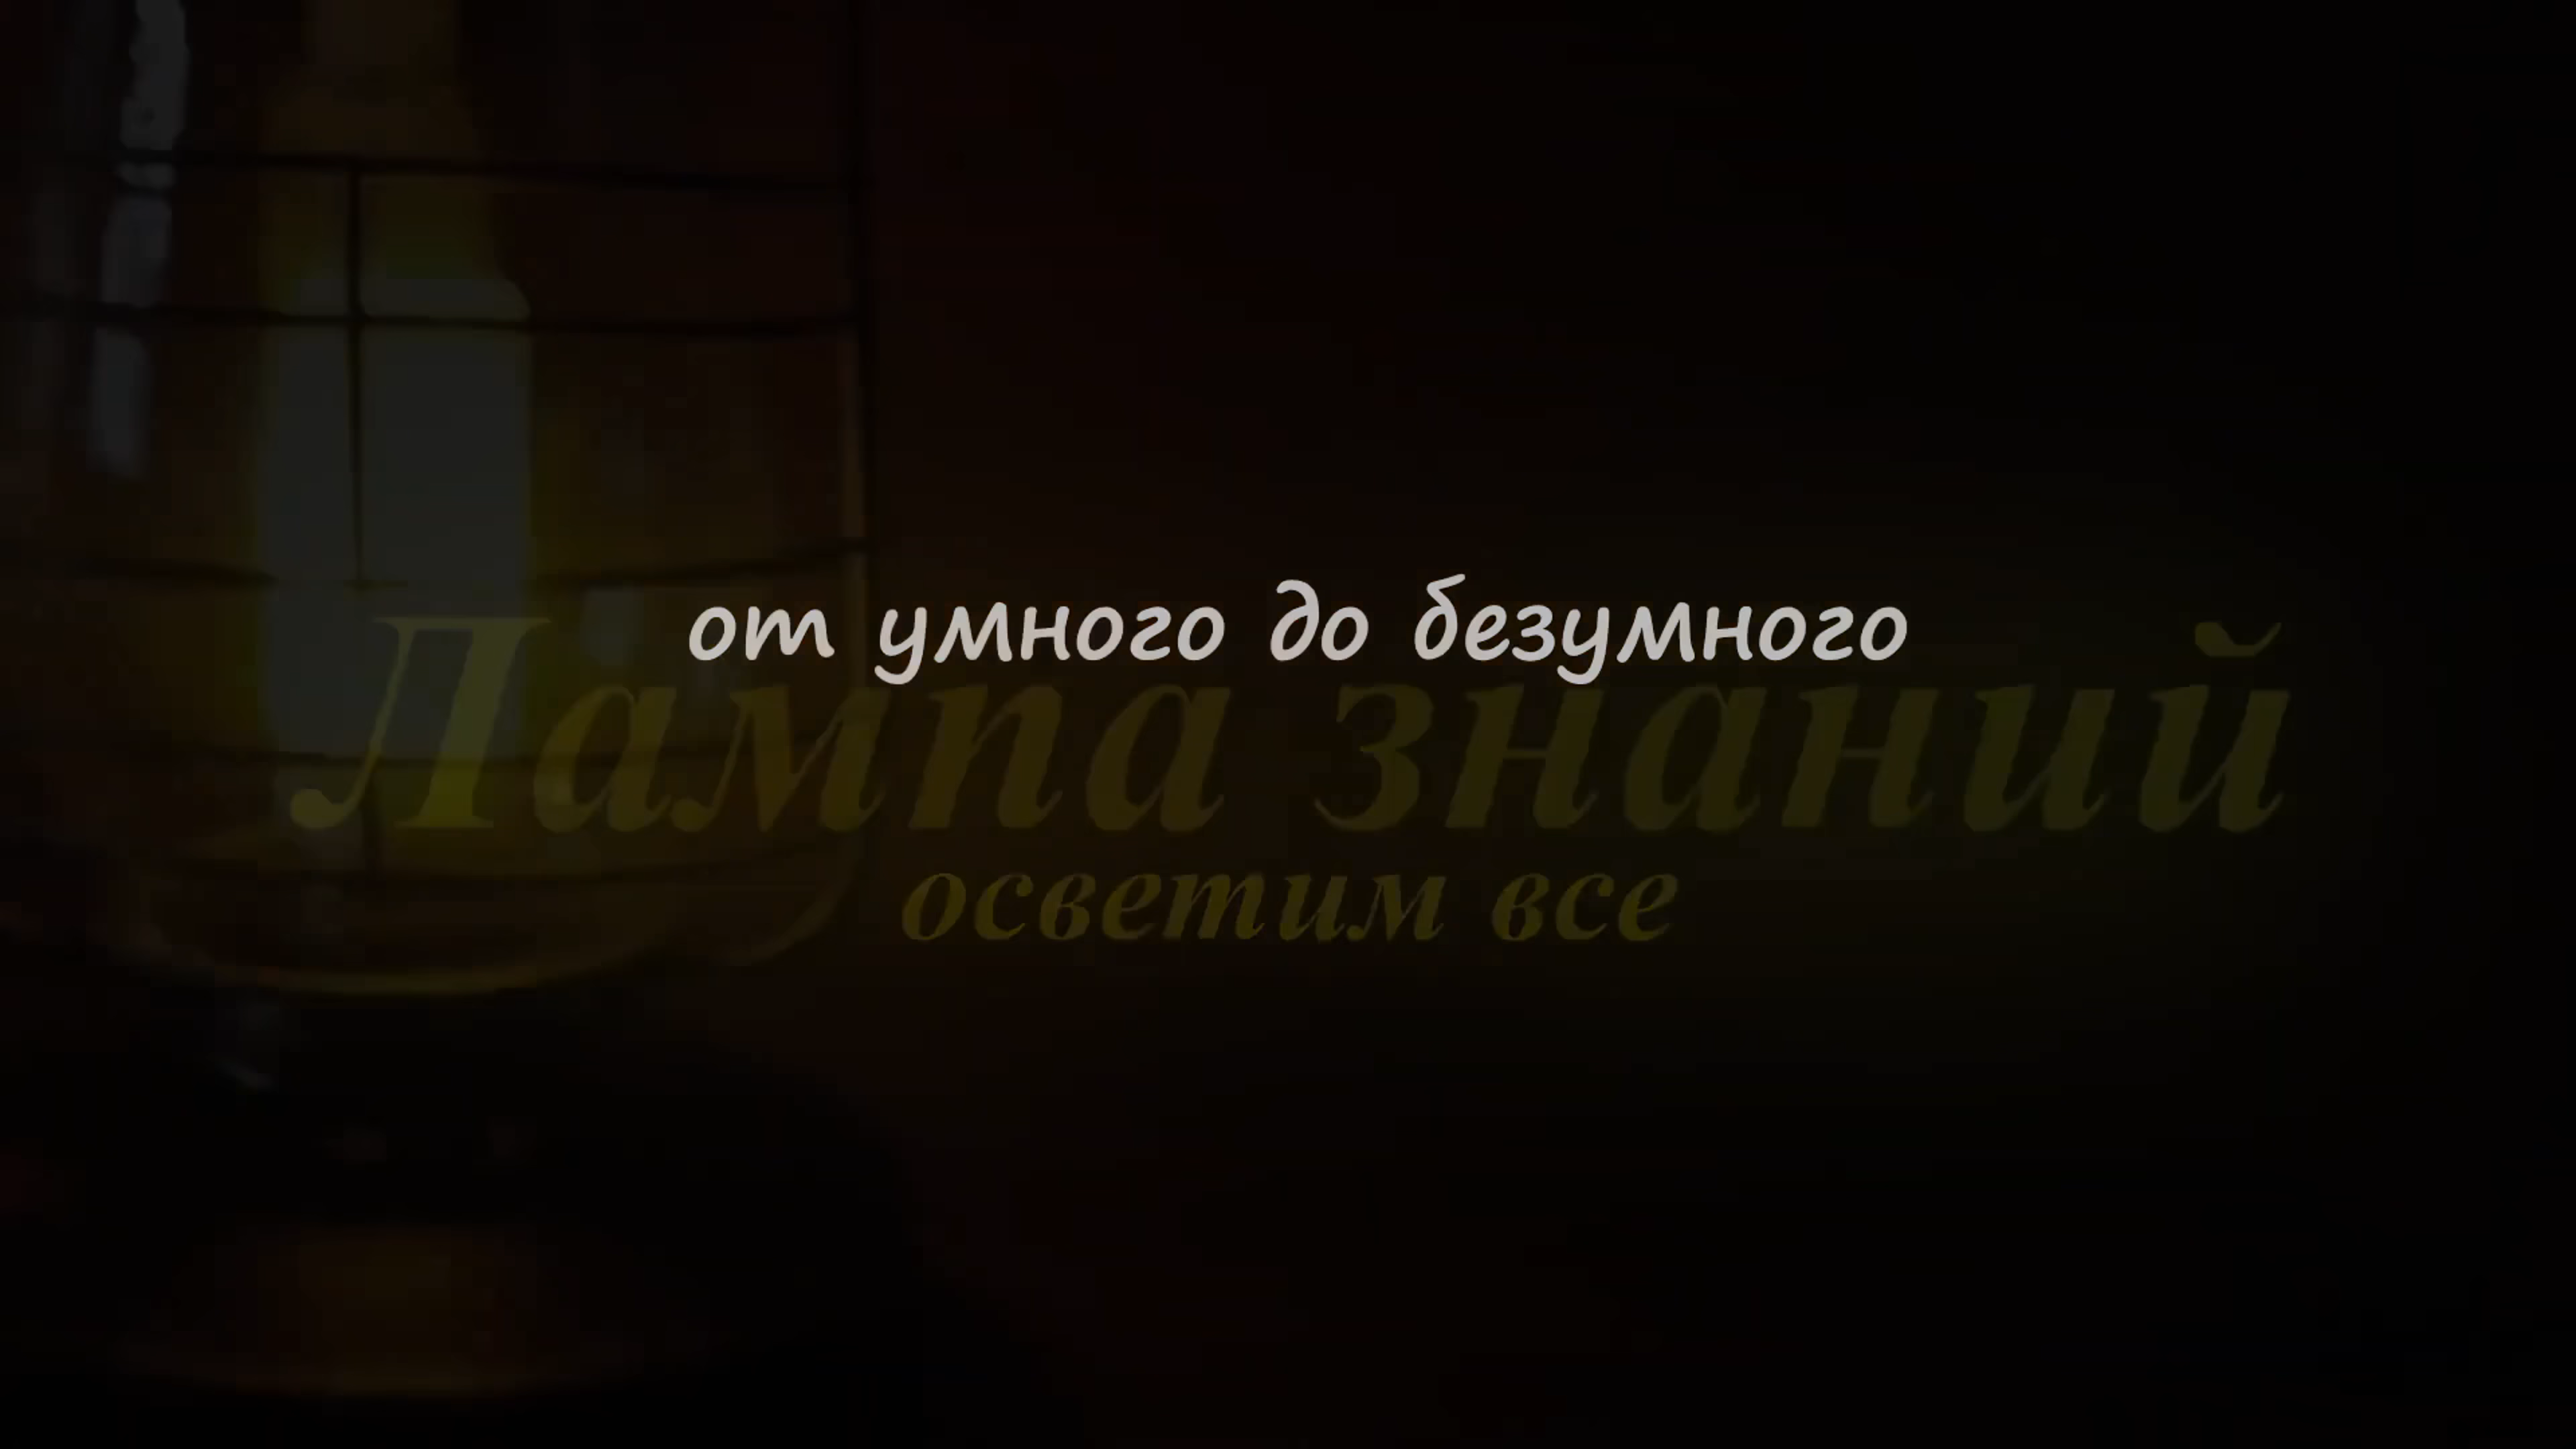 от умного до безумного
Лампа знаний
осветим все